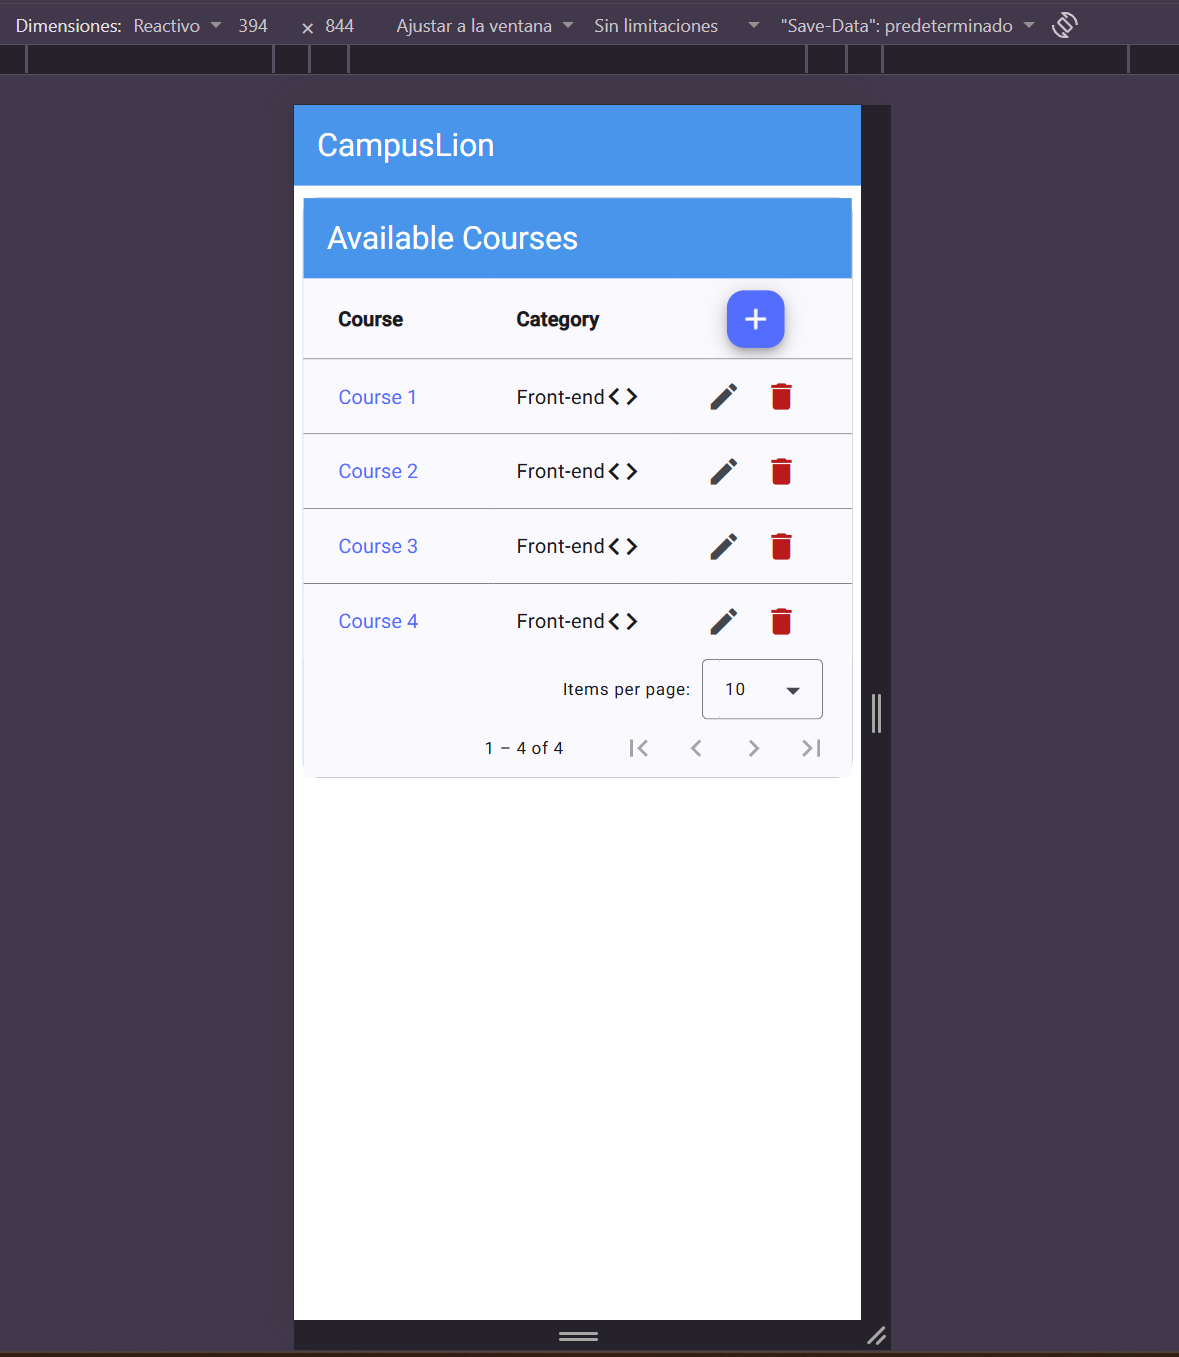 Dimensiones: Reactivo 394 × 844 Ajustar a la ventana Sin limitaciones "Save-Data": predeterminado
CampusLion
Available Courses
Course Category +
Course 1 Front-end
Course 2 Front-end
Course 3 Front-end
Course 4 Front-end
Items per page: 10
1 – 4 of 4